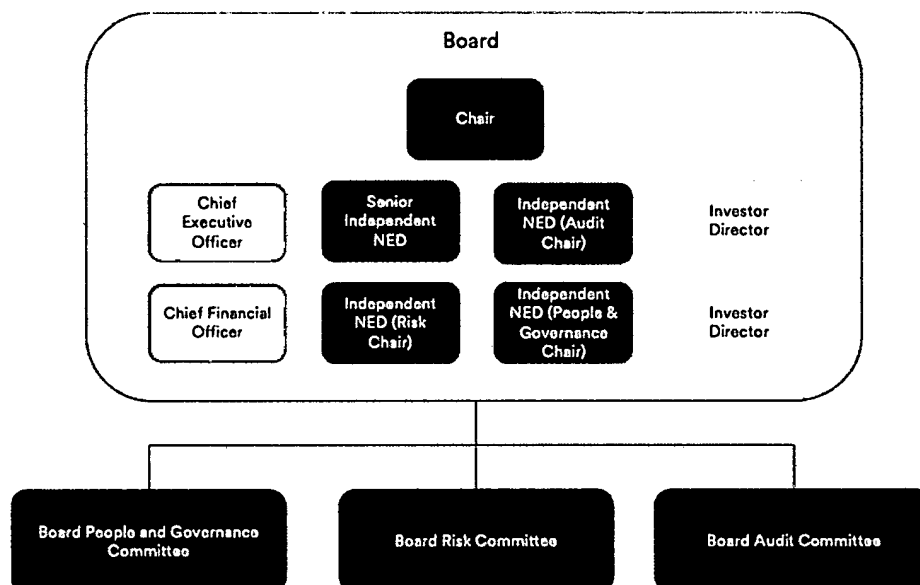 Board
Chair
Chief
Executive
Officer
Senior
Independent
NED
Independent
NED (Audit
Chair)
Investor
Director
Chief Financial
Officer
Independent
NED (Risk
Chair)
Independent
NED (People &
Governance
Chair)
Investor
Director
Board People and Governance
Committee
Board Risk Committee
Board Audit Committee